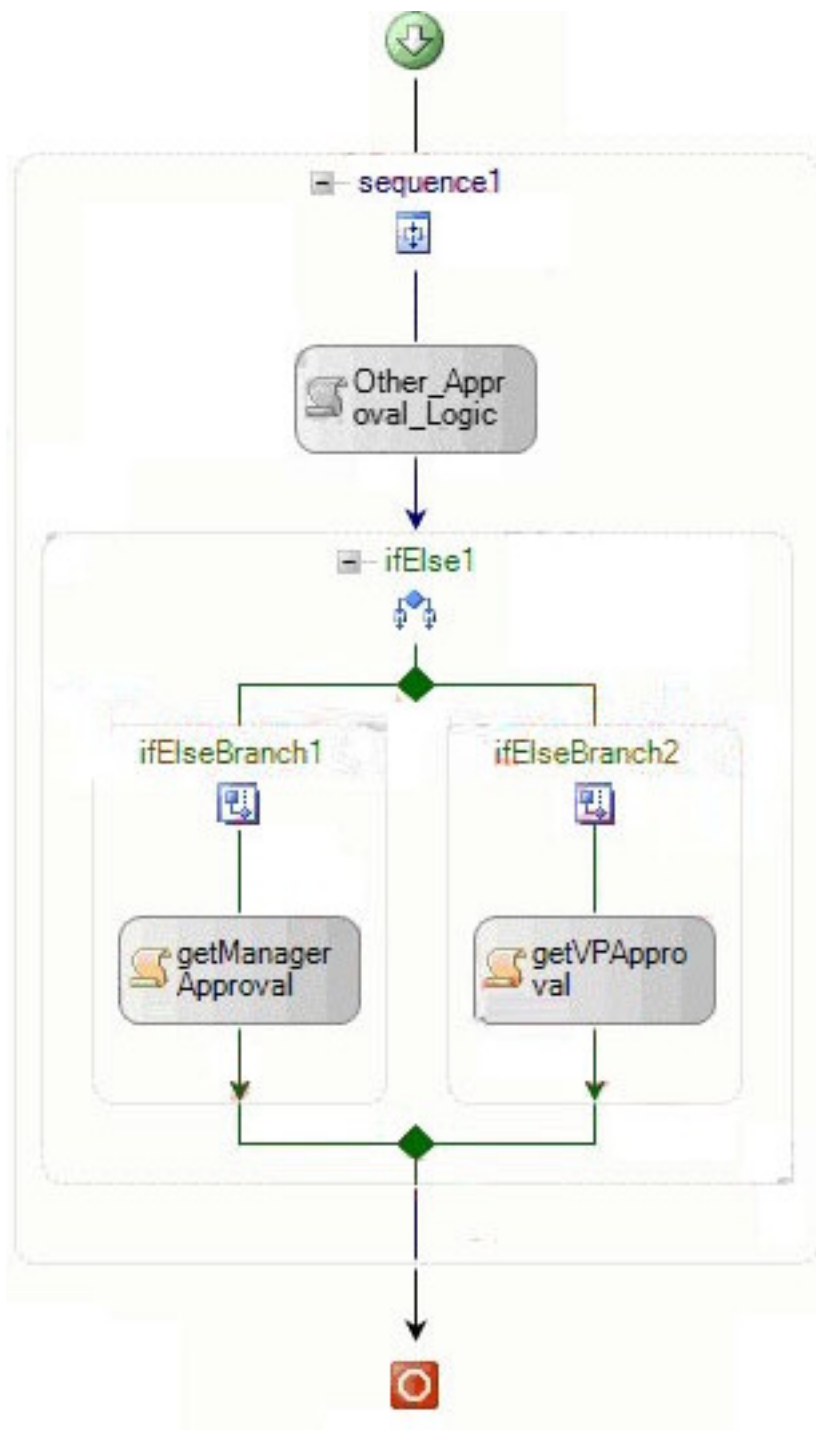 sequence1
Other_Appr
oval_Logic
ifElse1
ifElseBranch1
ifElseBranch2
getManager
Approval
getVPAppro
val